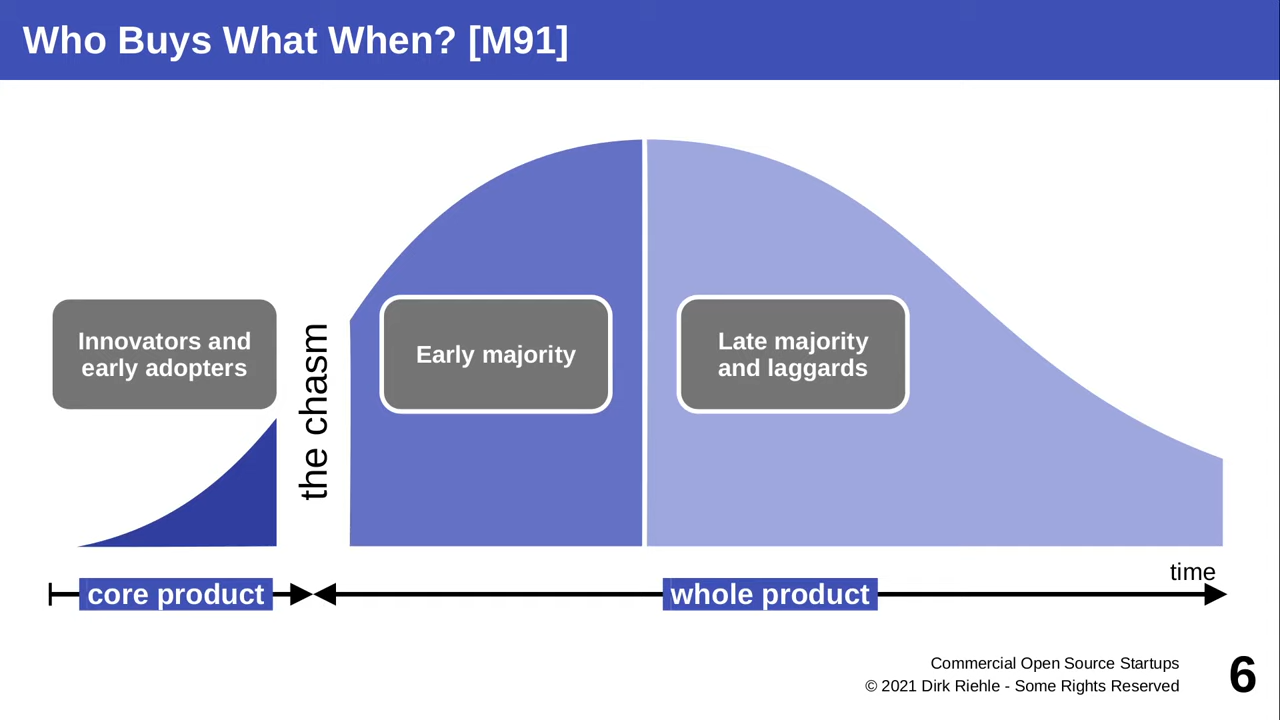 Who Buys What When? [M91]
Innovators and
early adopters
the chasm
Early majority
Late majority
and laggards
time
core product
whole product
Commercial Open Source Startups
© 2021 Dirk Riehle - Some Rights Reserved
6